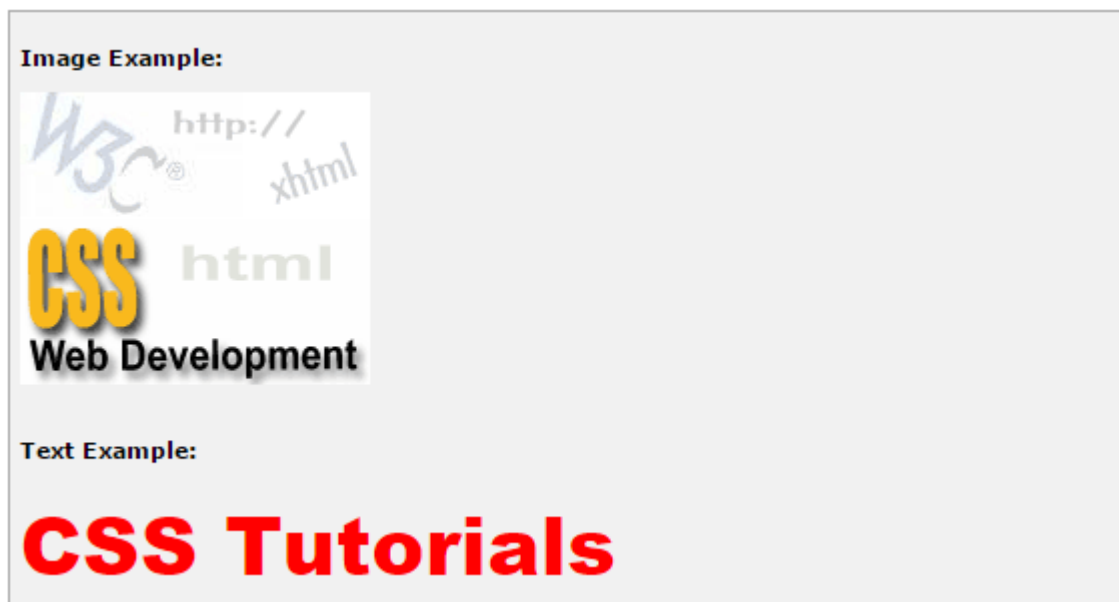 Image Example:
W3C®
http://
xhtml
CSS
html
Web Development
Text Example:
CSS Tutorials